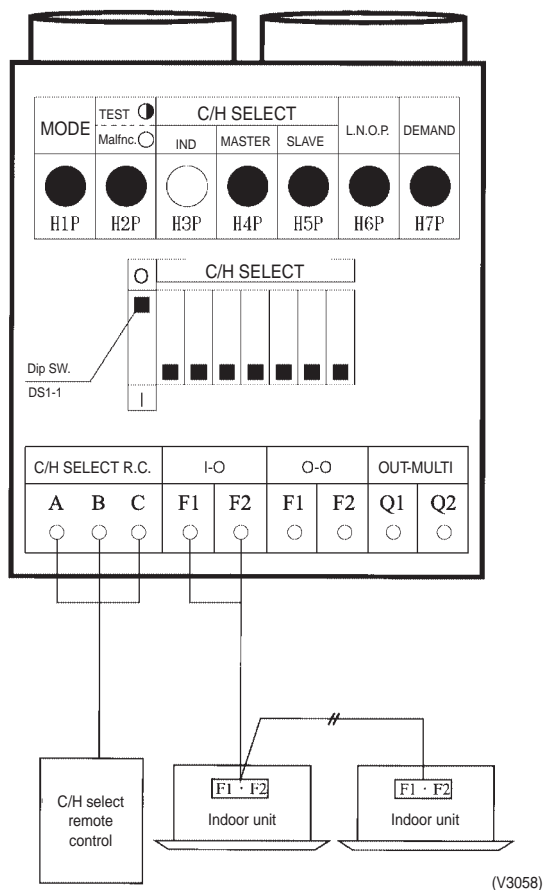 MODE TEST C/H SELECT L.N.O.P. DEMAND
Malfnc. IND MASTER SLAVE
H1P H2P H3P H4P H5P H6P H7P
O C/H SELECT
Dip SW.
DS1-1
I
C/H SELECT R.C. I-O O-O OUT-MULTI
A B C F1 F2 F1 F2 Q1 Q2
F1 · F2 F1 · F2
C/H select
remote
control
Indoor unit Indoor unit
(V3058)